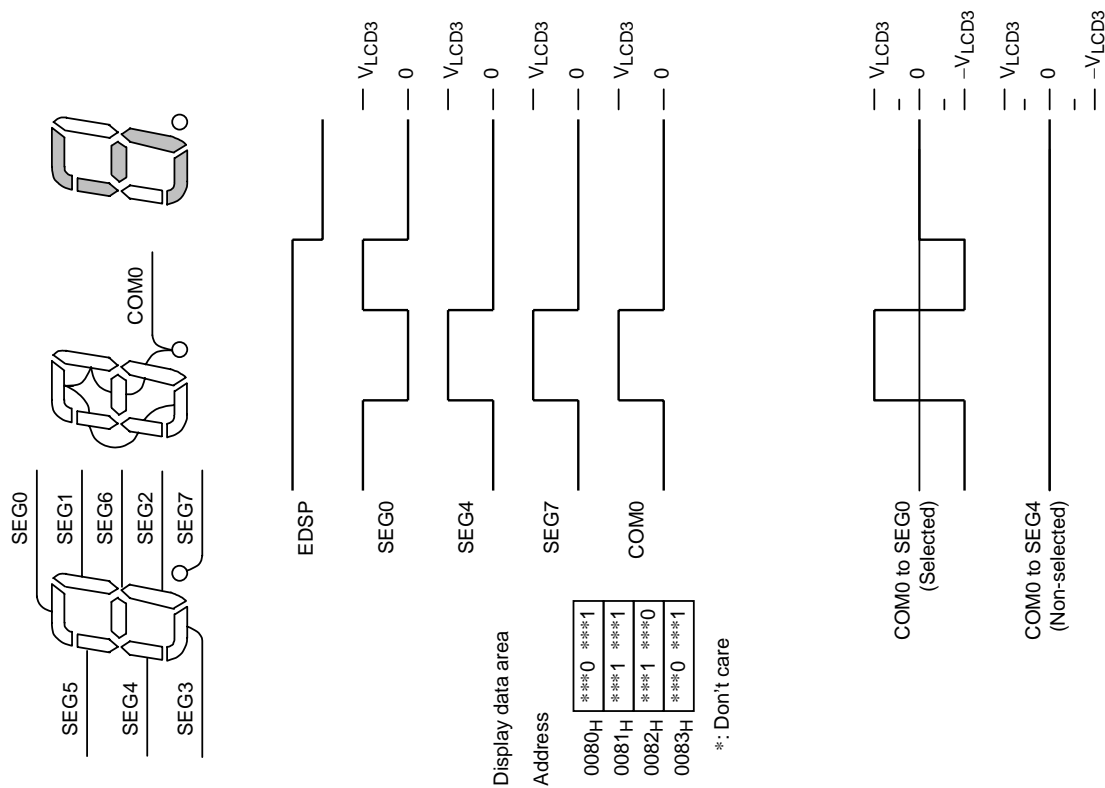 SEG0
SEG1
SEG6
SEG2
SEG7
SEG5
SEG4
SEG3
COM0
EDSP
SEG0
VLCD3
0
SEG4
VLCD3
0
SEG7
VLCD3
0
COM0
VLCD3
0
Display data area
Address
0080H ***0 ***1
0081H ***1 ***1
0082H ***1 ***0
0083H ***0 ***1
*: Don't care
COM0 to SEG0
(Selected)
VLCD3
0
−VLCD3
COM0 to SEG4
(Non-selected)
VLCD3
0
−VLCD3